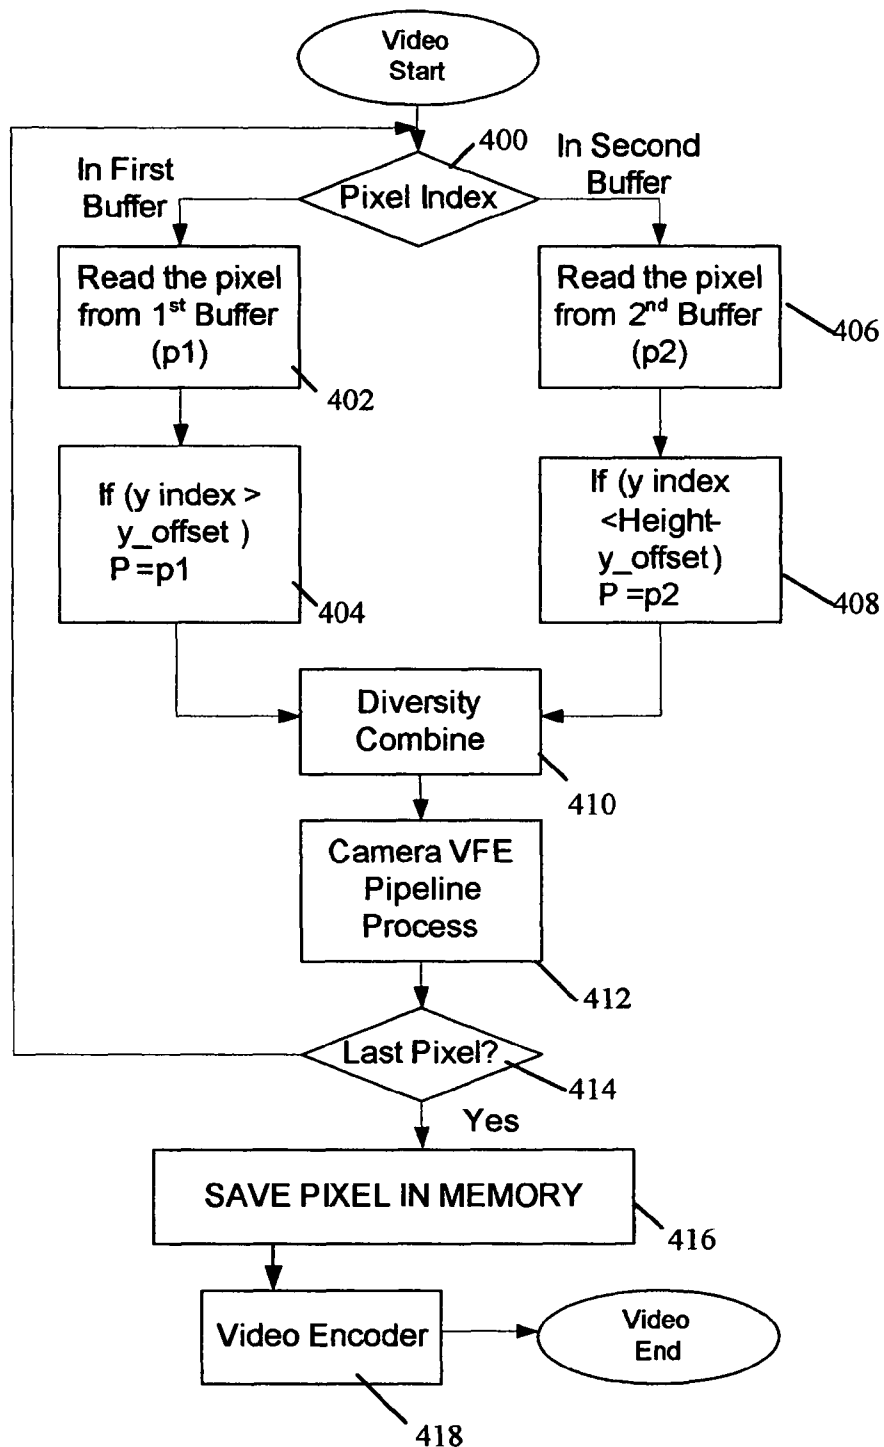 Video
Start
400
In First
Buffer
Pixel Index
In Second
Buffer
Read the pixel
from 1st Buffer
(p1)
402
Read the pixel
from 2nd Buffer
(p2)
406
If (y index >
y_offset )
P =p1
404
If (y index
<Height-
y_offset)
P =p2
408
Diversity
Combine
410
Camera VFE
Pipeline
Process
412
Last Pixel?
414
Yes
SAVE PIXEL IN MEMORY
416
Video Encoder
418
Video
End